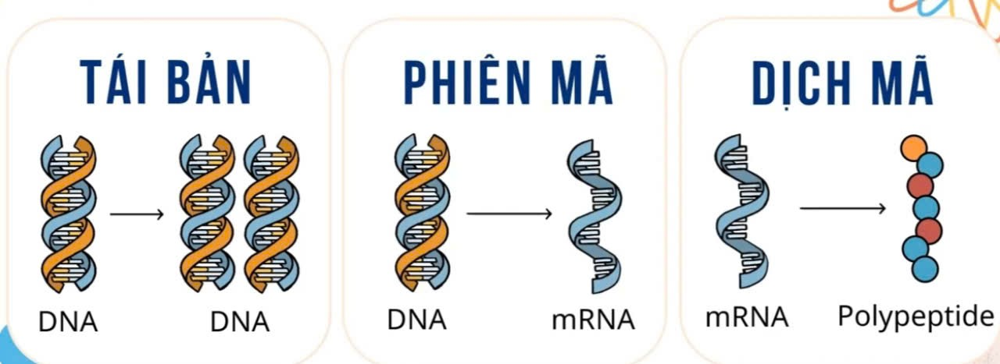 TÁI BẢN
DNA
DNA
PHIÊN MÃ
DNA
mRNA
DỊCH MÃ
mRNA
Polypeptide